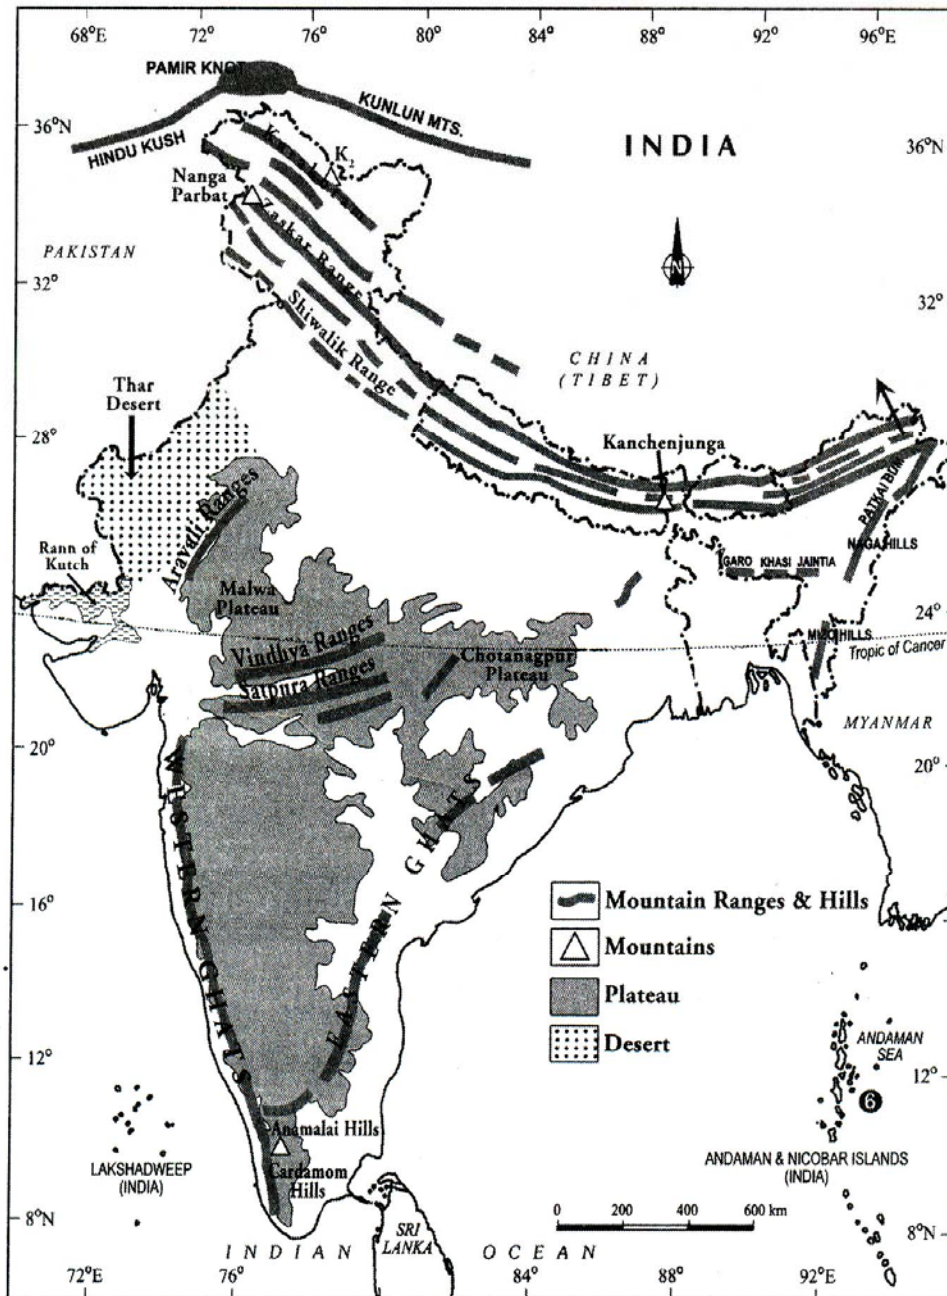 68°E 72° 76° 80° 84° 88° 92° 96°E
PAMIR KNOT
KUNLUN MTS.
HINDU KUSH
36°N
INDIA
36°N
K2
Nanga
Parbat
Zaskar Range
PAKISTAN
N
32°
32°
Shiwalik Range
CHINA
(TIBET)
Thar
Desert
28°
28°
Kanchenjunga
PATKAI BUM
Aravali Ranges
Rann of
Kutch
NAGA HILLS
GARO KHASI JAINTIA
Malwa
Plateau
24°
24°
MIZO HILLS
Tropic of Cancer
Vindhya Ranges
Chotanagpur
Plateau
Satpura Ranges
MYANMAR
20°
20°
WESTERN GHATS
EASTERN GHATS
16°
Mountain Ranges & Hills
Mountains
Plateau
Desert
ANDAMAN
SEA
12°
12°
6
Anamalai Hills
Cardamom
Hills
LAKSHADWEEP
(INDIA)
ANDAMAN & NICOBAR ISLANDS
(INDIA)
0 200 400 600 km
8°N
8°N
SRI
LANKA
INDIAN OCEAN
72°E 76° 84° 88° 92°E